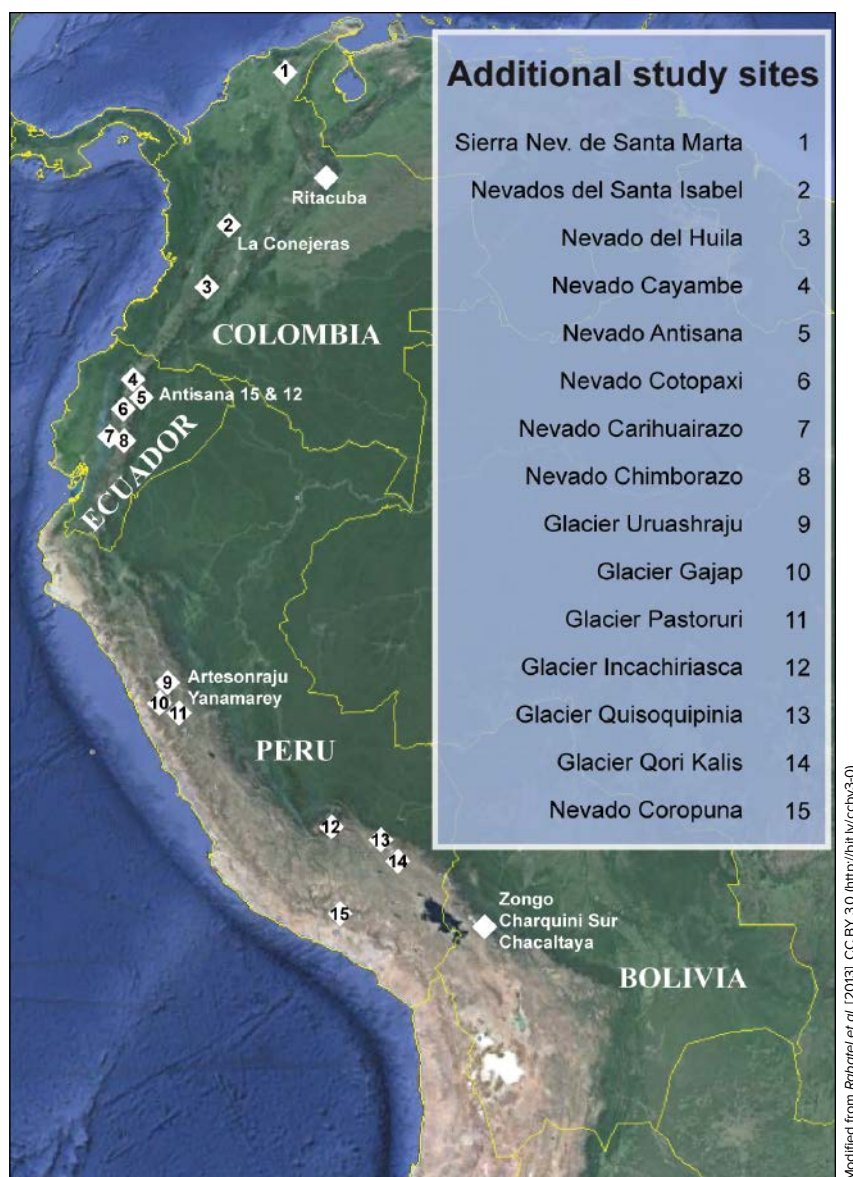 Additional study sites
Sierra Nev. de Santa Marta 1
Nevados del Santa Isabel 2
Nevado del Huila 3
Nevado Cayambe 4
Nevado Antisana 5
Nevado Cotopaxi 6
Nevado Carihuairazo 7
Nevado Chimborazo 8
Glacier Uruashraju 9
Glacier Gajap 10
Glacier Pastoruri 11
Glacier Incachiriasca 12
Glacier Quisoquipinia 13
Glacier Qori Kalis 14
Nevado Coropuna 15
1
Ritacuba
2
La Conejeras
3
COLOMBIA
4
5
Antisana 15 & 12
6
7
8
ECUADOR
9
Artesonraju
Yanamarey
10
11
PERU
12
13
14
15
Zongo
Charquini Sur
Chacaltaya
BOLIVIA
Modified from Rabatel et al. [2013], CC BY 3.0 (http://bit.ly/ccby3-0)